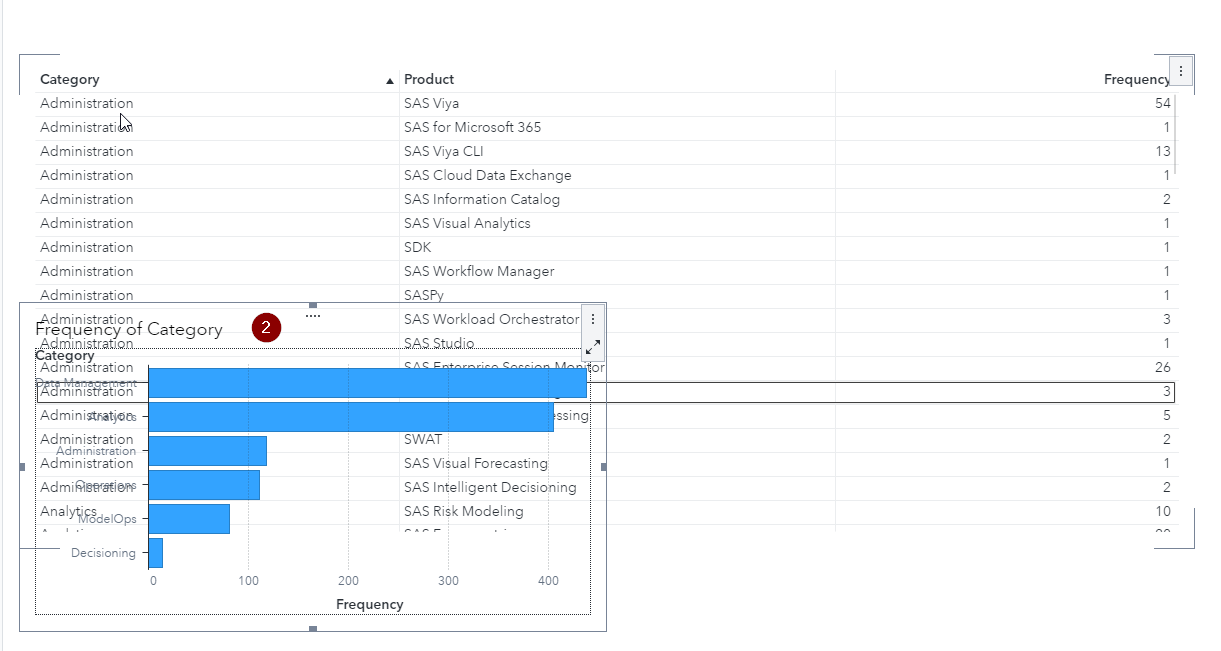 Category Product Frequency
Administration SAS Viya 54
Administration SAS for Microsoft 365 1
Administration SAS Viya CLI 13
Administration SAS Cloud Data Exchange 1
Administration SAS Information Catalog 2
Administration SAS Visual Analytics 1
Administration SDK 1
Administration SAS Workflow Manager 1
Administration SASPy 1
Administration SAS Workload Orchestrator 3
Frequency of Category 2
Administration SAS Studio 1
Category
Administration SAS Enterprise Session Monitor 26
Data Management
Administration 3
Administration essing 5
Analytics
Administration SWAT 2
Administration
Administration SAS Visual Forecasting 1
Administration SAS Intelligent Decisioning 2
Operations
Analytics SAS Risk Modeling 10
ModelOps
Decisioning
0 100 200 300 400
Frequency